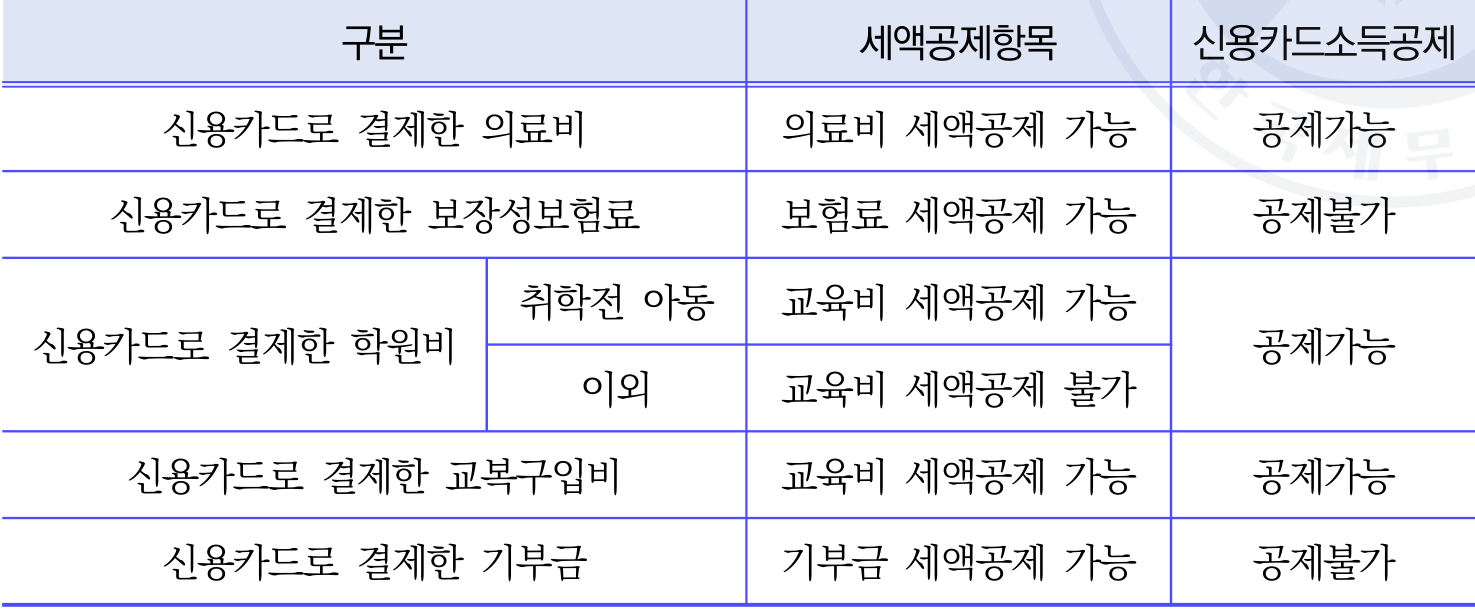 구분 세액공제항목 신용카드소득공제
신용카드로 결제한 의료비 의료비 세액공제 가능 공제가능
신용카드로 결제한 보장성보험료 보험료 세액공제 가능 공제불가
신용카드로 결제한 학원비 취학전 아동 교육비 세액공제 가능 공제가능
이외 교육비 세액공제 불가
신용카드로 결제한 교복구입비 교육비 세액공제 가능 공제가능
신용카드로 결제한 기부금 기부금 세액공제 가능 공제불가
한국세무